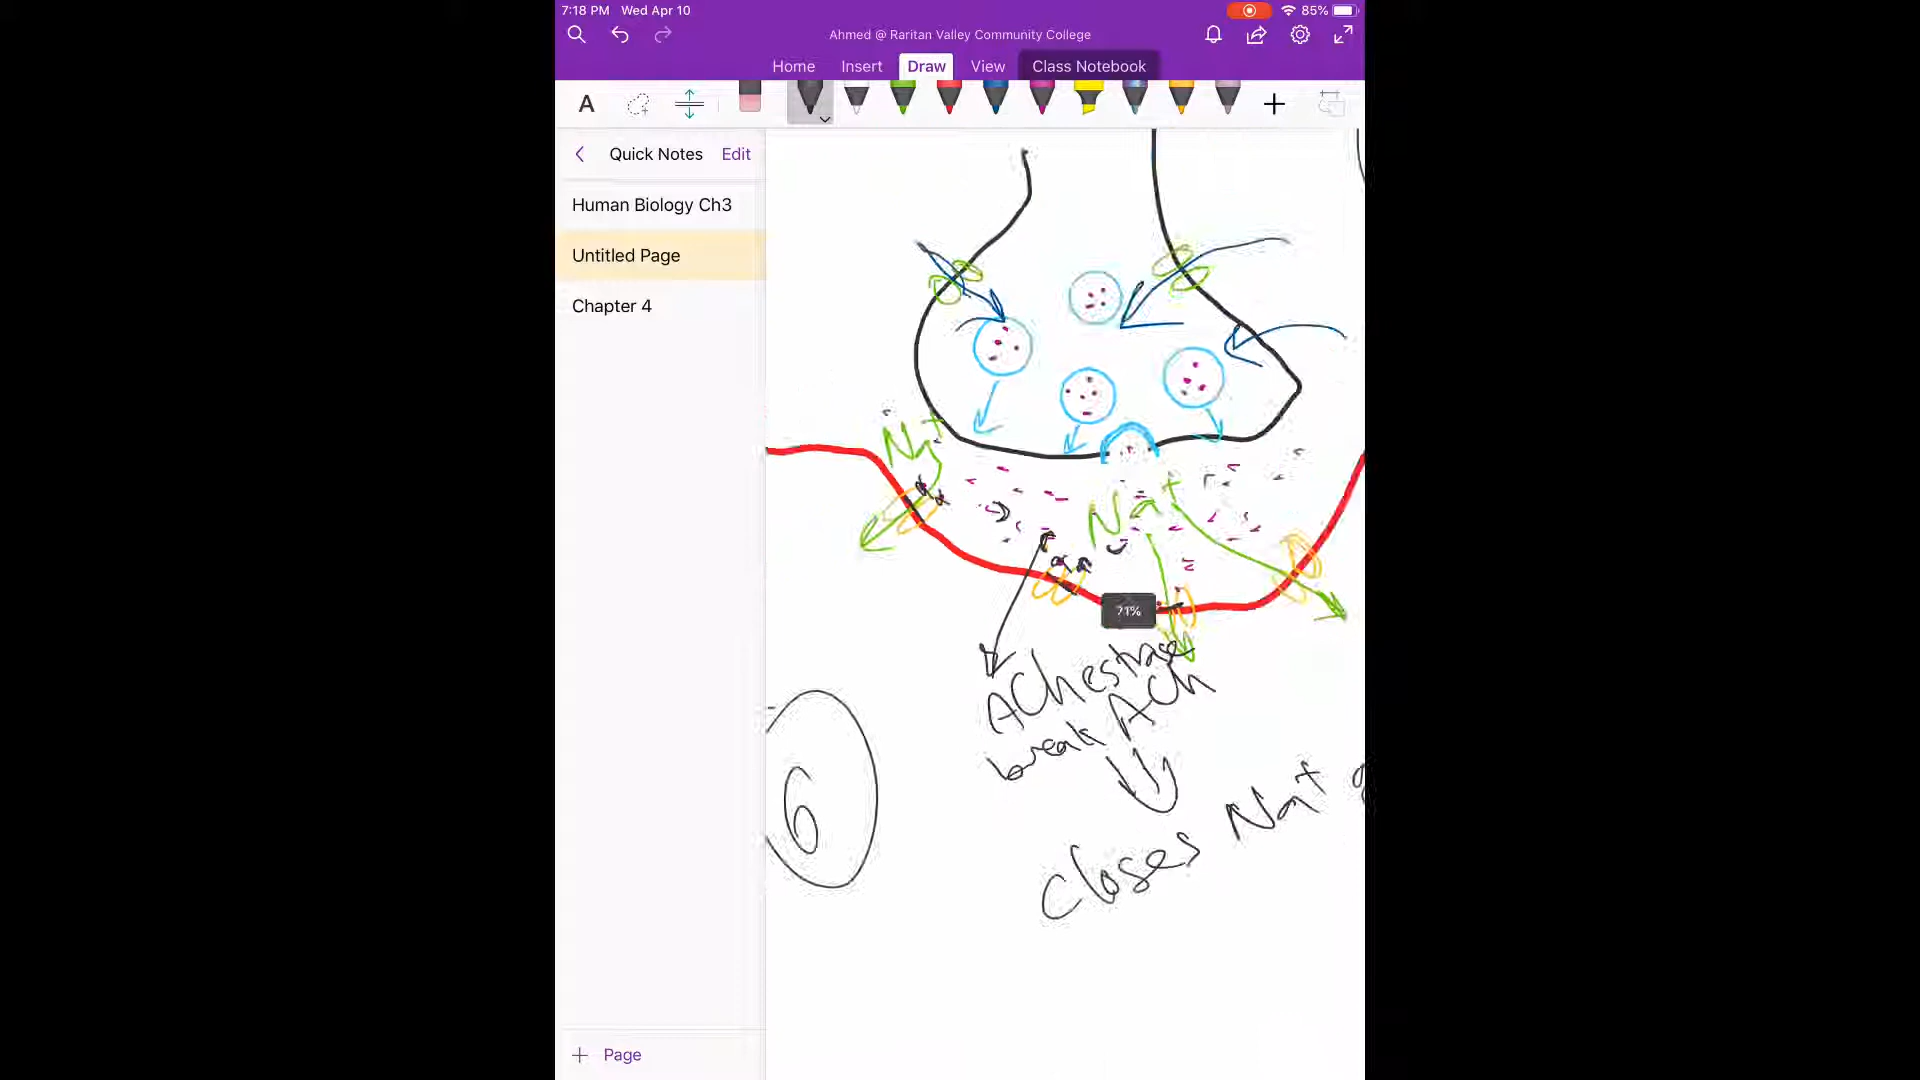 7:18 PM Wed Apr 10
85%
Ahmed @ Raritan Valley Community College
Home Insert Draw View Class Notebook
A
Quick Notes Edit
Human Biology Ch3
Untitled Page
Chapter 4
Na+
Na+
71%
AChestrase
break ACh
6
closes Na+
+ Page